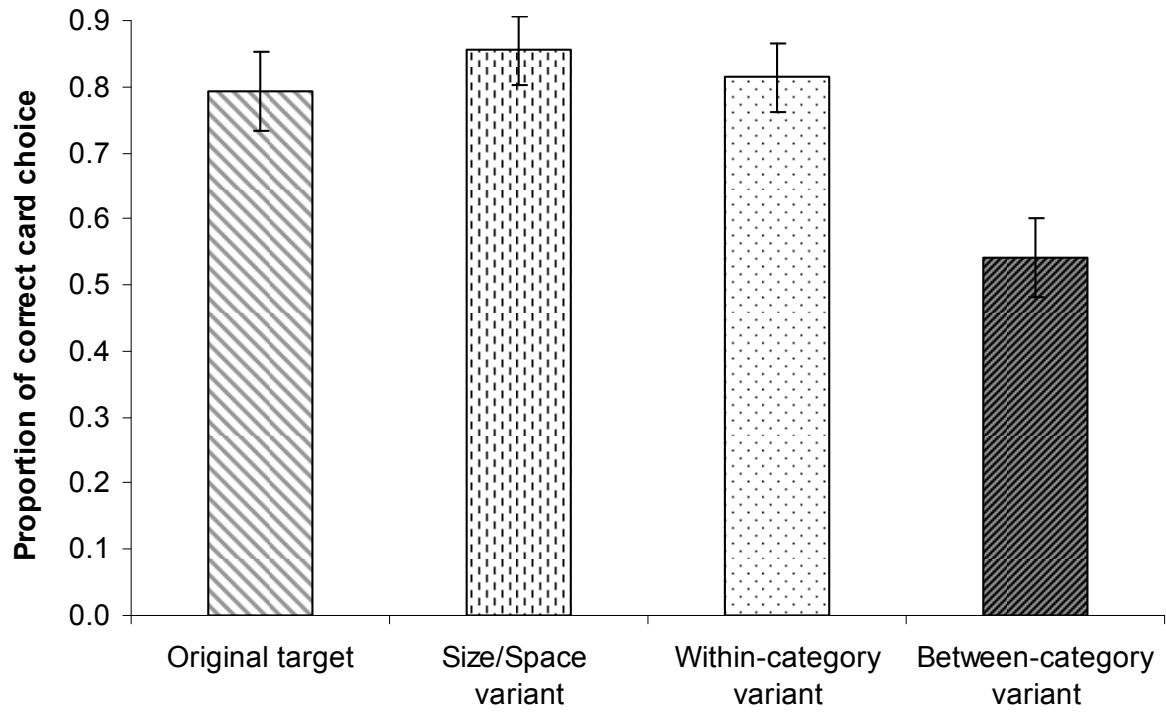 Proportion of correct card choice
0.9
0.8
0.7
0.6
0.5
0.4
0.3
0.2
0.1
0.0
Original target
Size/Space
variant
Within-category
variant
Between-category
variant